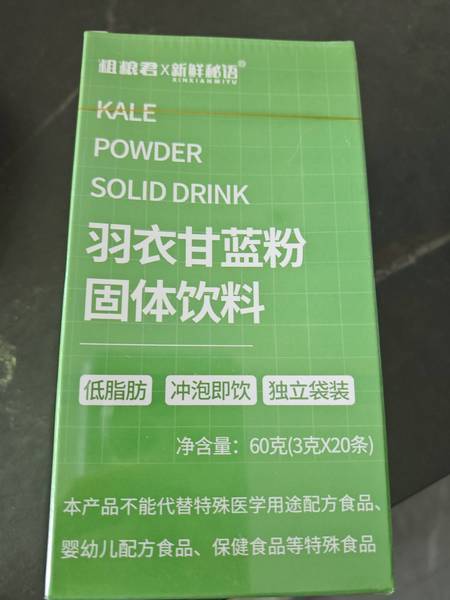 粗粮君X新鲜秘语®
XINXIANMIYU
KALE
POWDER
SOLID DRINK
羽衣甘蓝粉
固体饮料
低脂肪 冲泡即饮 独立袋装
净含量：60克(3克X20条)
本产品不能代替特殊医学用途配方食品、
婴幼儿配方食品、保健食品等特殊食品